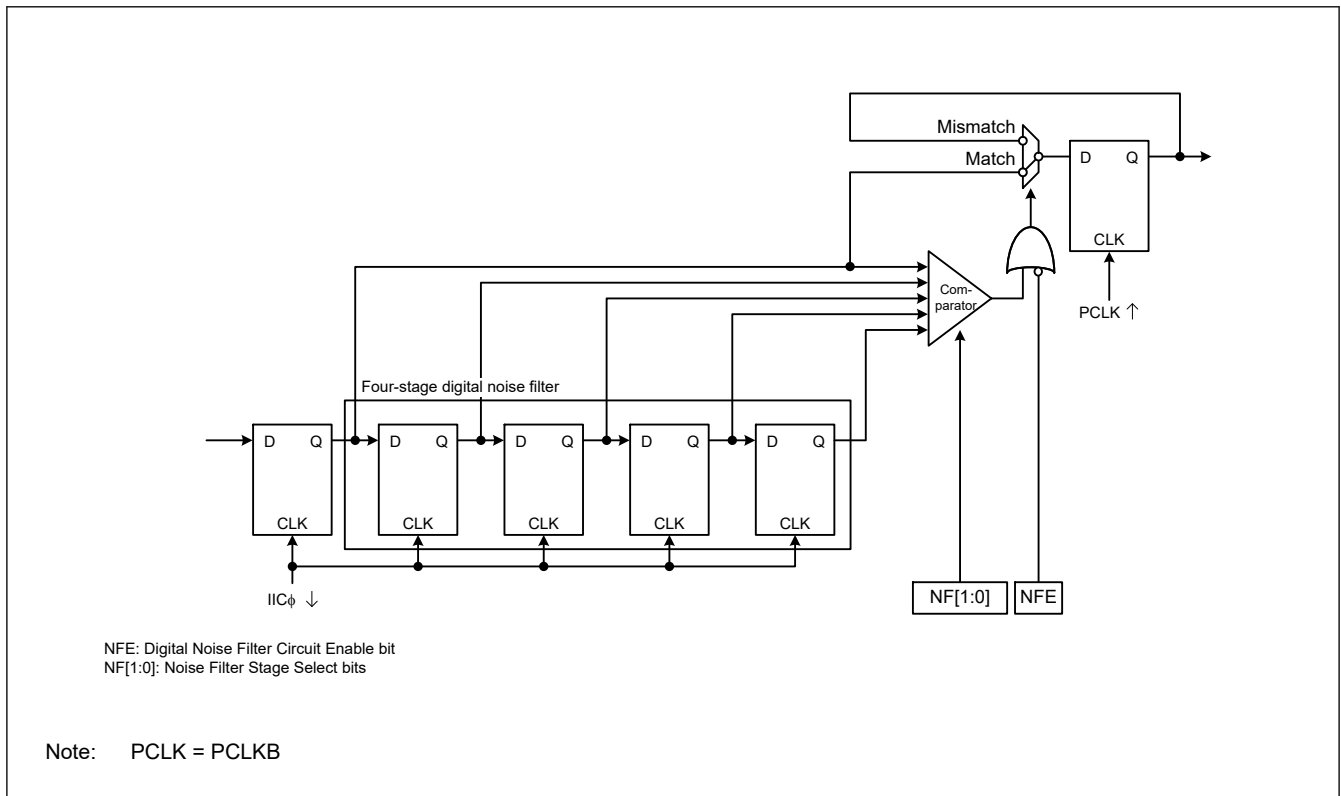 Mismatch
Match
D Q
CLK
PCLK ↑
Com-
parator
Four-stage digital noise filter
D Q
CLK
D Q
CLK
D Q
CLK
D Q
CLK
D Q
CLK
IICϕ ↓
NF[1:0]
NFE
NFE: Digital Noise Filter Circuit Enable bit
NF[1:0]: Noise Filter Stage Select bits
Note: PCLK = PCLKB